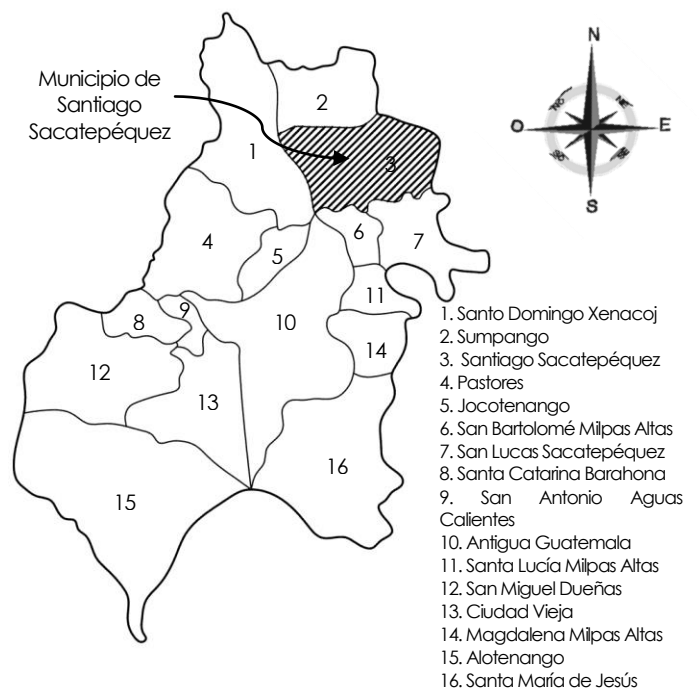 Municipio de
Santiago
Sacatepéquez
1
2
3
4
5
6
7
8
9
10
11
12
13
14
15
16
N
NE
E
SE
S
SO
O
NO
1. Santo Domingo Xenacoj
2. Sumpango
3. Santiago Sacatepéquez
4. Pastores
5. Jocotenango
6. San Bartolomé Milpas Altas
7. San Lucas Sacatepéquez
8. Santa Catarina Barahona
9. San Antonio Aguas
Calientes
10. Antigua Guatemala
11. Santa Lucía Milpas Altas
12. San Miguel Dueñas
13. Ciudad Vieja
14. Magdalena Milpas Altas
15. Alotenango
16. Santa María de Jesús